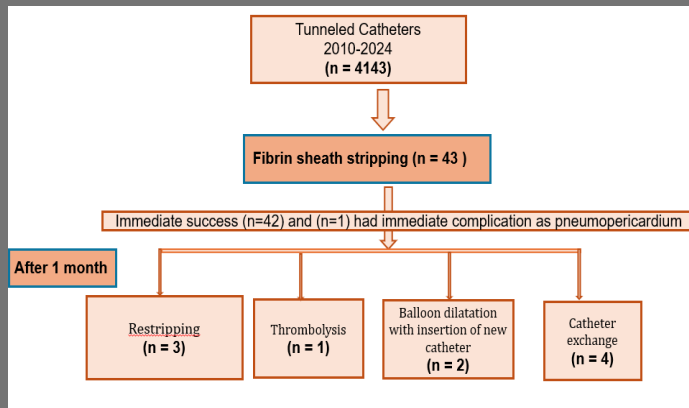 Tunneled Catheters
2010-2024
(n = 4143)
Fibrin sheath stripping (n = 43 )
Immediate success (n=42) and (n=1) had immediate complication as pneumopericardium
After 1 month
Restripping
(n = 3)
Thrombolysis
(n = 1)
Balloon dilatation
with insertion of new
catheter
(n = 2)
Catheter
exchange
(n = 4)